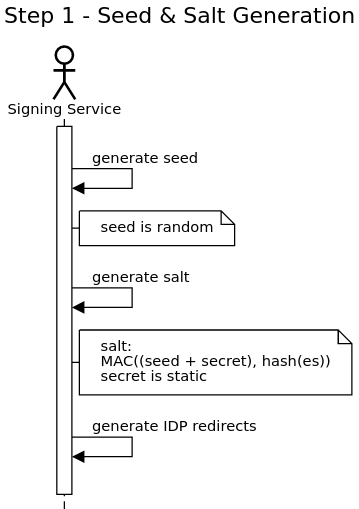 Step 1 - Seed & Salt Generation
Signing Service
generate seed
seed is random
generate salt
salt:
MAC((seed + secret), hash(es))
secret is static
generate IDP redirects